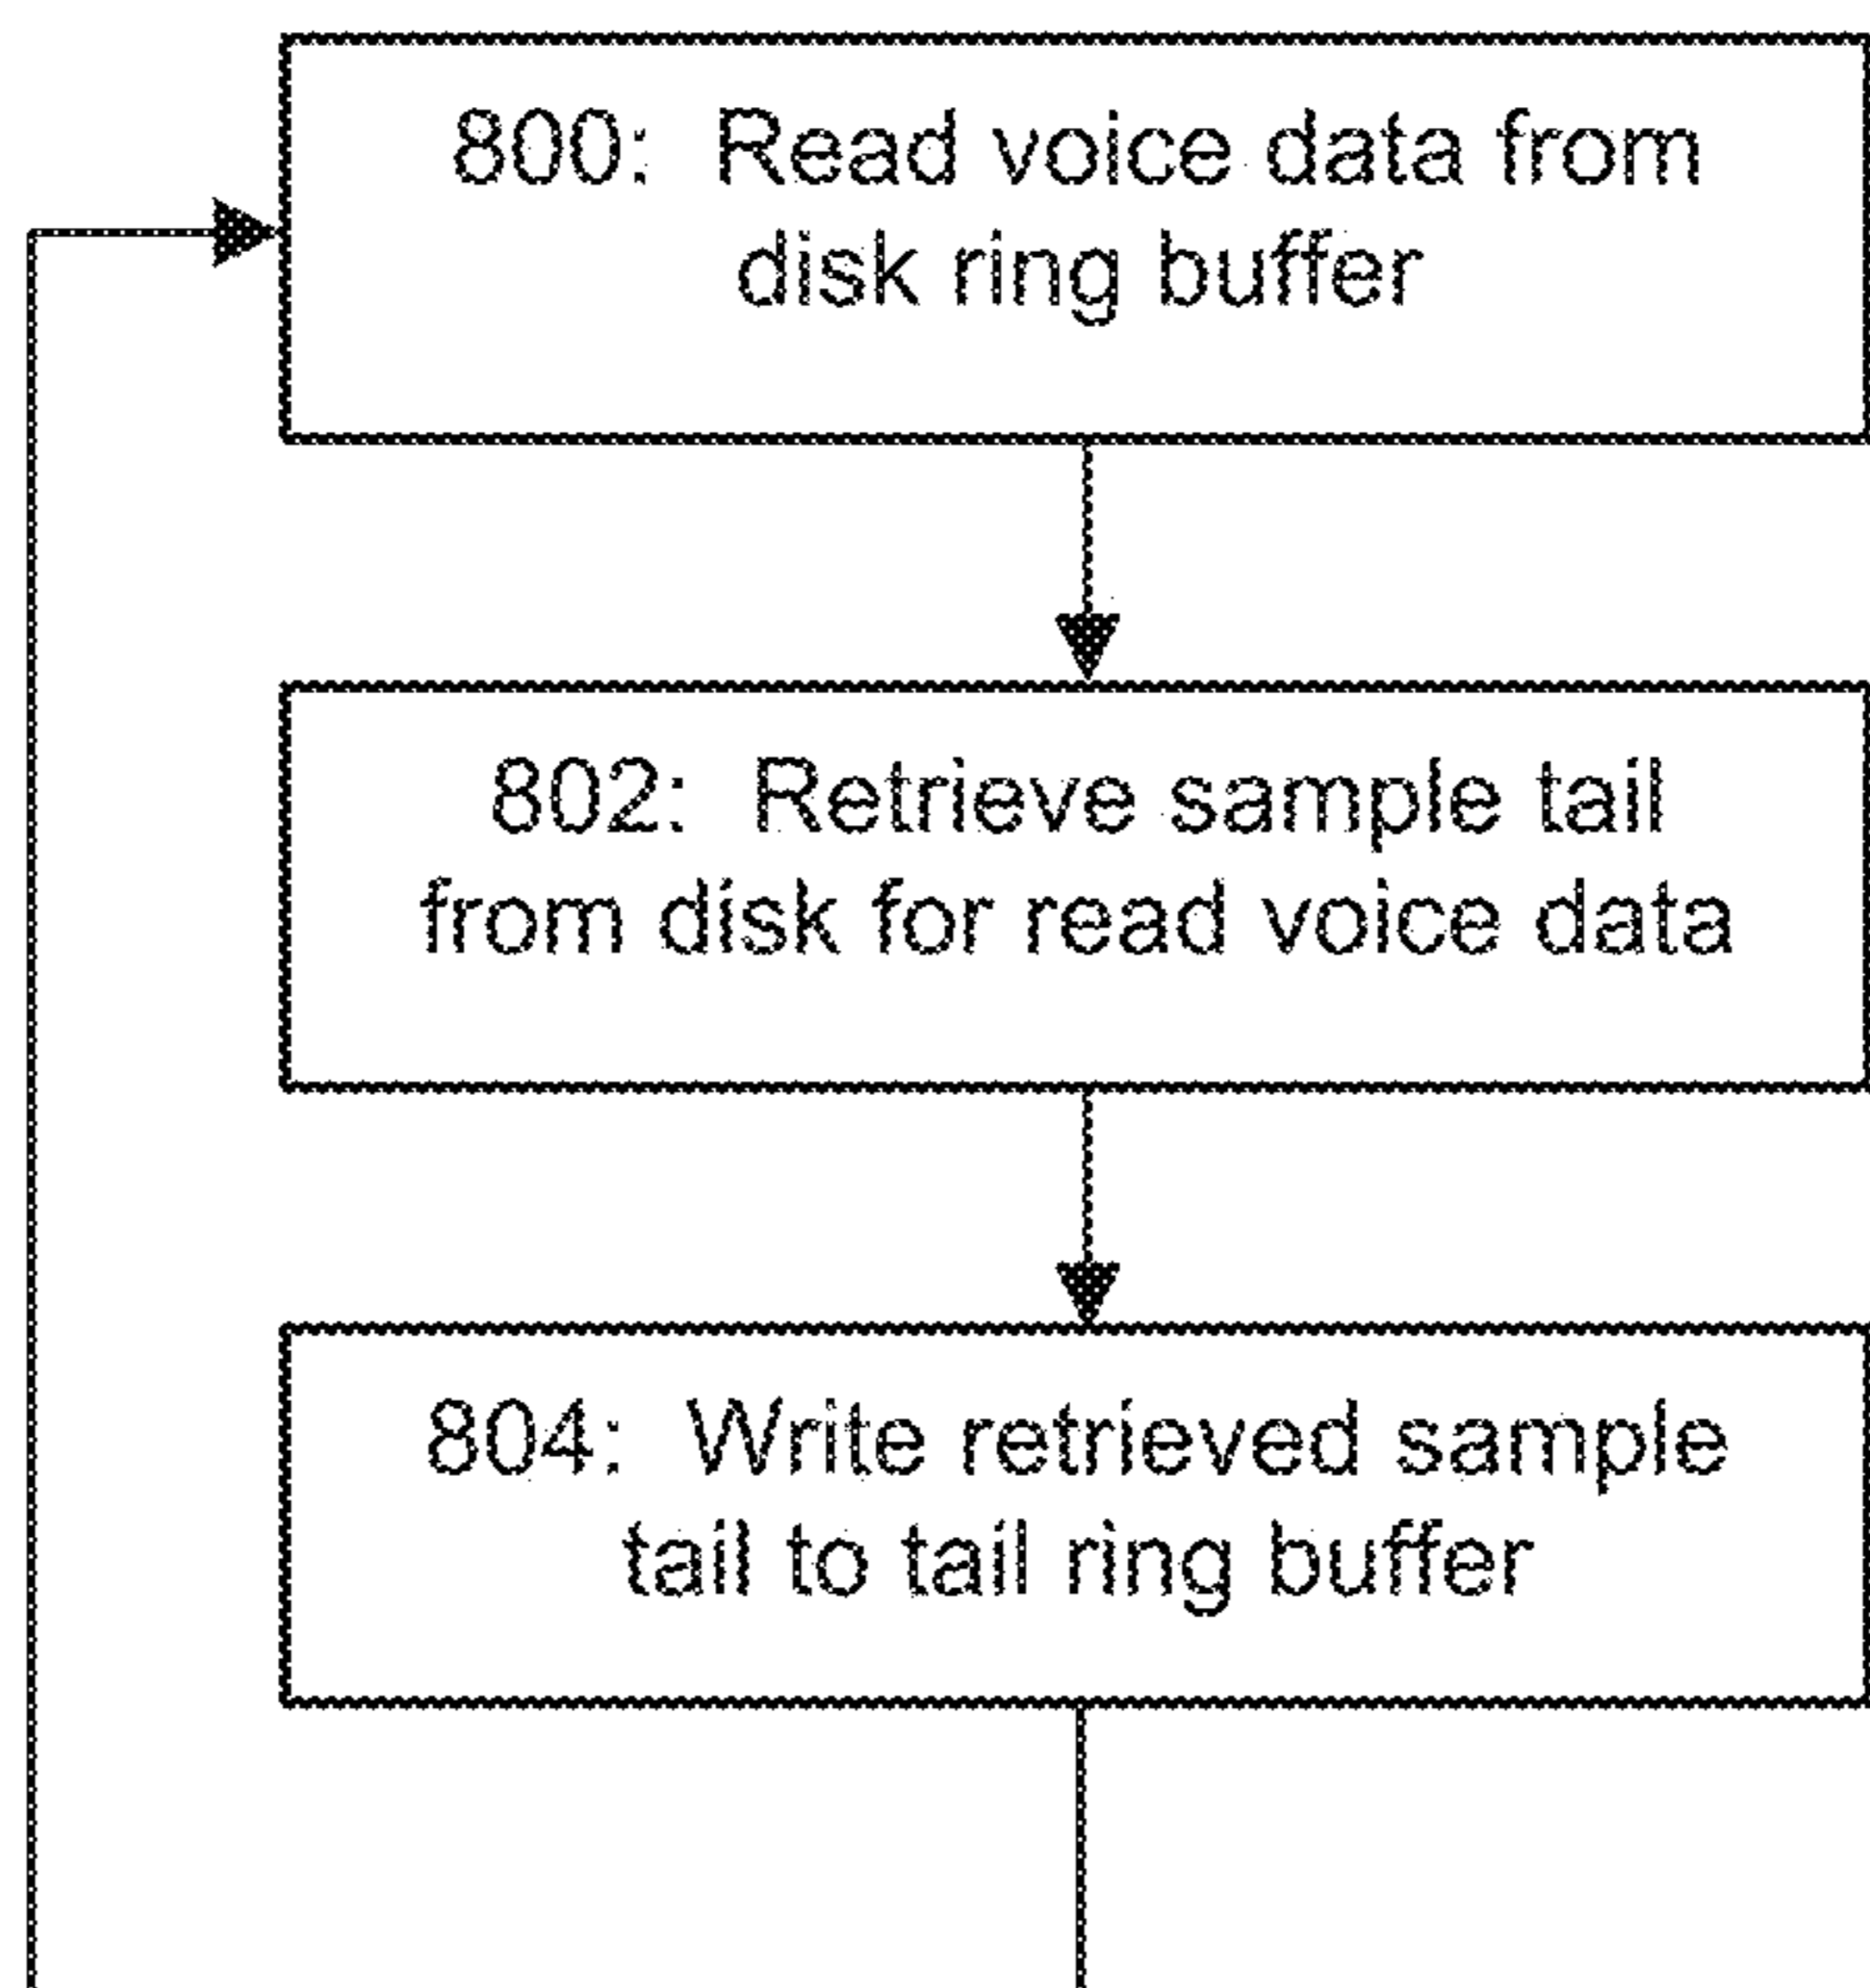 800: Read voice data from
disk ring buffer
802: Retrieve sample tail
from disk for read voice data
804: Write retrieved sample
tail to tail ring buffer